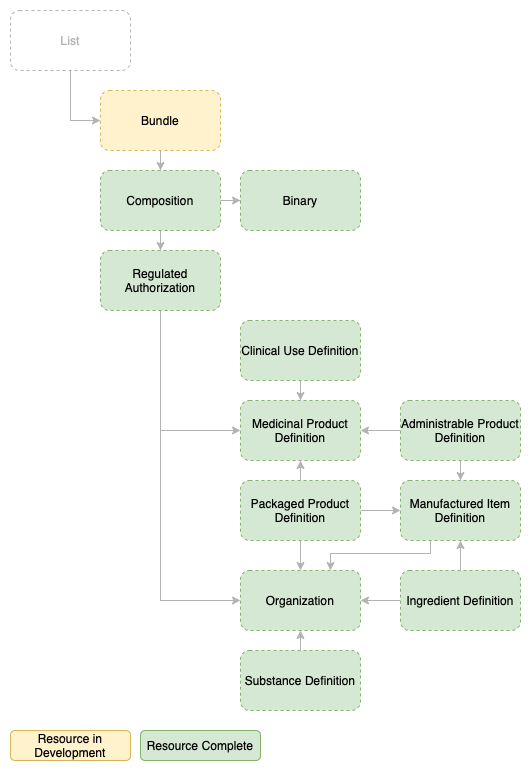 List
Bundle
Composition
Binary
Regulated
Authorization
Clinical Use Definition
Medicinal Product
Definition
Administrable Product
Definition
Packaged Product
Definition
Manufactured Item
Definition
Organization
Ingredient Definition
Substance Definition
Resource in
Development
Resource Complete